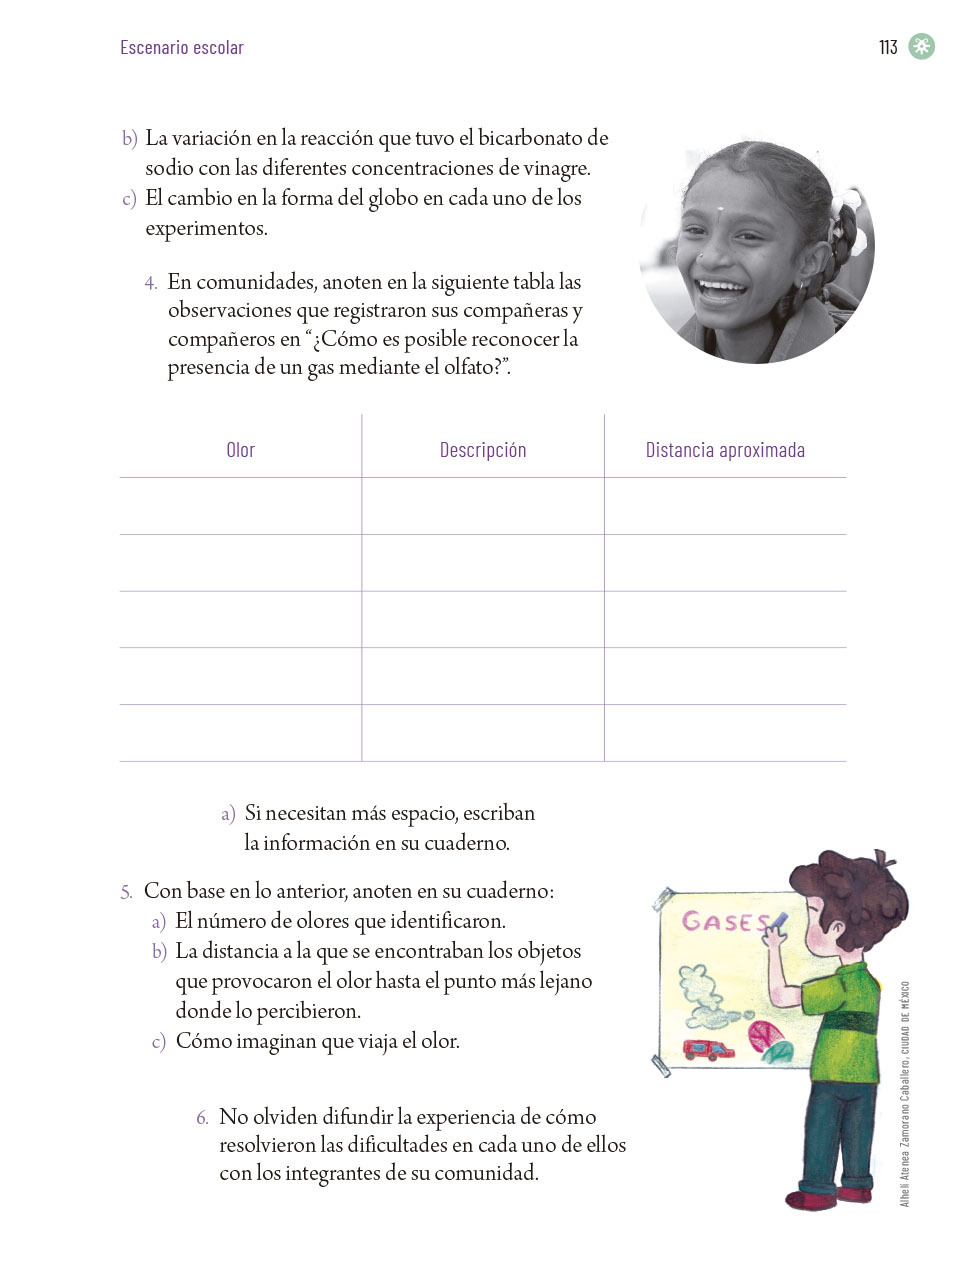 Escenario escolar
113
b) La variación en la reacción que tuvo el bicarbonato de
sodio con las diferentes concentraciones de vinagre.
c) El cambio en la forma del globo en cada uno de los
experimentos.
4. En comunidades, anoten en la siguiente tabla las
observaciones que registraron sus compañeras y
compañeros en “¿Cómo es posible reconocer la
presencia de un gas mediante el olfato?”.
Olor Descripción Distancia aproximada
a) Si necesitan más espacio, escriban
la información en su cuaderno.
5. Con base en lo anterior, anoten en su cuaderno:
a) El número de olores que identificaron.
b) La distancia a la que se encontraban los objetos
que provocaron el olor hasta el punto más lejano
donde lo percibieron.
c) Cómo imaginan que viaja el olor.
GASES
6. No olviden difundir la experiencia de cómo
resolvieron las dificultades en cada uno de ellos
con los integrantes de su comunidad.
Alhelí Atenea Zamorano Caballero, CIUDAD DE MÉXICO